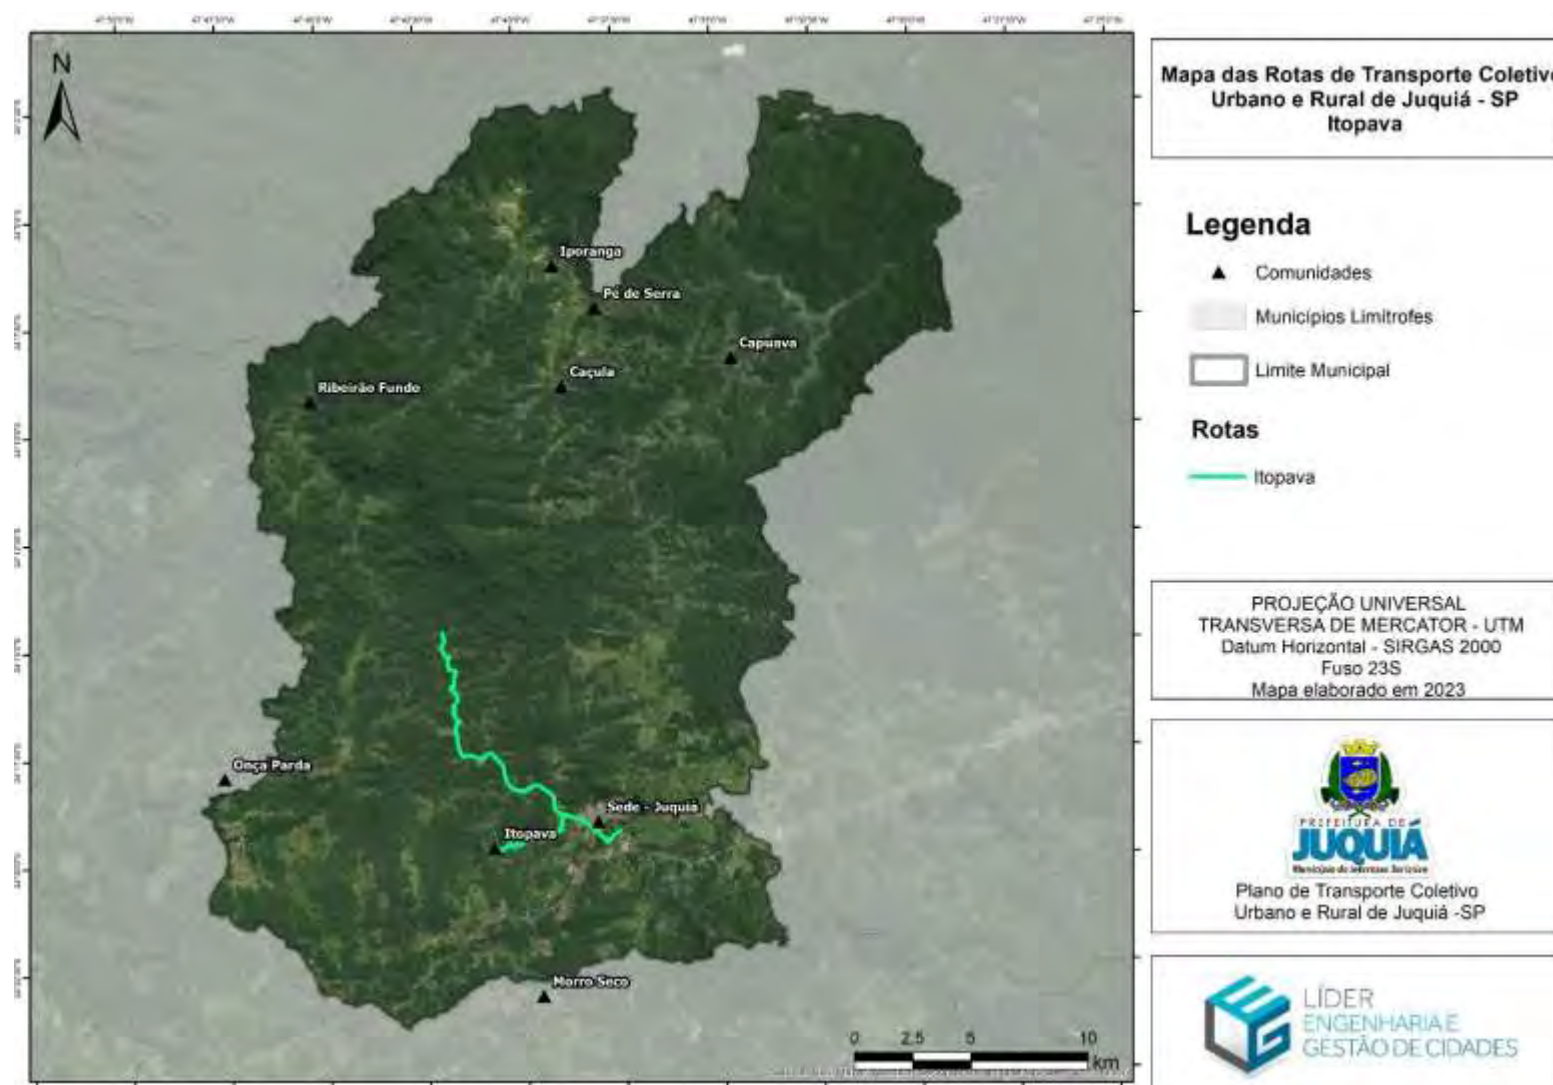 Mapa das Rotas de Transporte Coletivo
Urbano e Rural de Juquiá - SP
Itopava
N
Iporanga
Pé de Serra
Capuava
Caçula
Ribeirão Fundo
Onça Parda
Sede - Juquiá
Itopava
Morro Seco
0 2.5 5 10
km
Legenda
Comunidades
Municípios Limítrofes
Limite Municipal
Rotas
Itopava
PROJEÇÃO UNIVERSAL
TRANSVERSA DE MERCATOR - UTM
Datum Horizontal - SIRGAS 2000
Fuso 23S
Mapa elaborado em 2023
PREFEITURA DE
JUQUIÁ
Plano de Transporte Coletivo
Urbano e Rural de Juquiá -SP
LÍDER
ENGENHARIA E
GESTÃO DE CIDADES